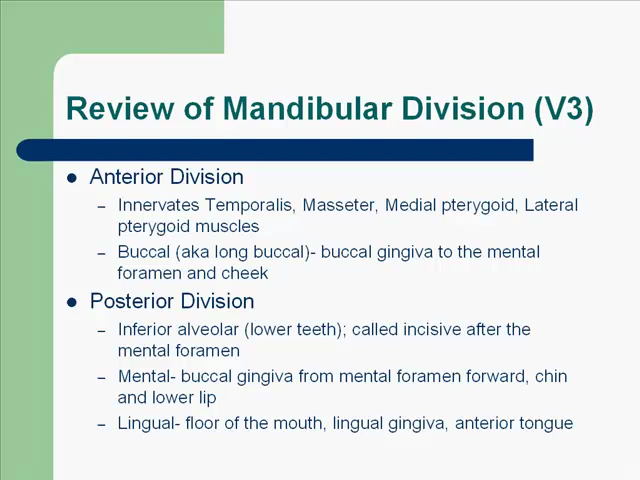 Review of Mandibular Division (V3)
● Anterior Division
– Innervates Temporalis, Masseter, Medial pterygoid, Lateral
pterygoid muscles
– Buccal (aka long buccal)- buccal gingiva to the mental
foramen and cheek
● Posterior Division
– Inferior alveolar (lower teeth); called incisive after the
mental foramen
– Mental- buccal gingiva from mental foramen forward, chin
and lower lip
– Lingual- floor of the mouth, lingual gingiva, anterior tongue